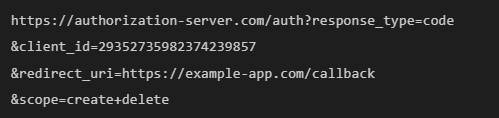 https://authorization-server.com/auth?response_type=code
&client_id=29352735982374239857
&redirect_uri=https://example-app.com/callback
&scope=create+delete